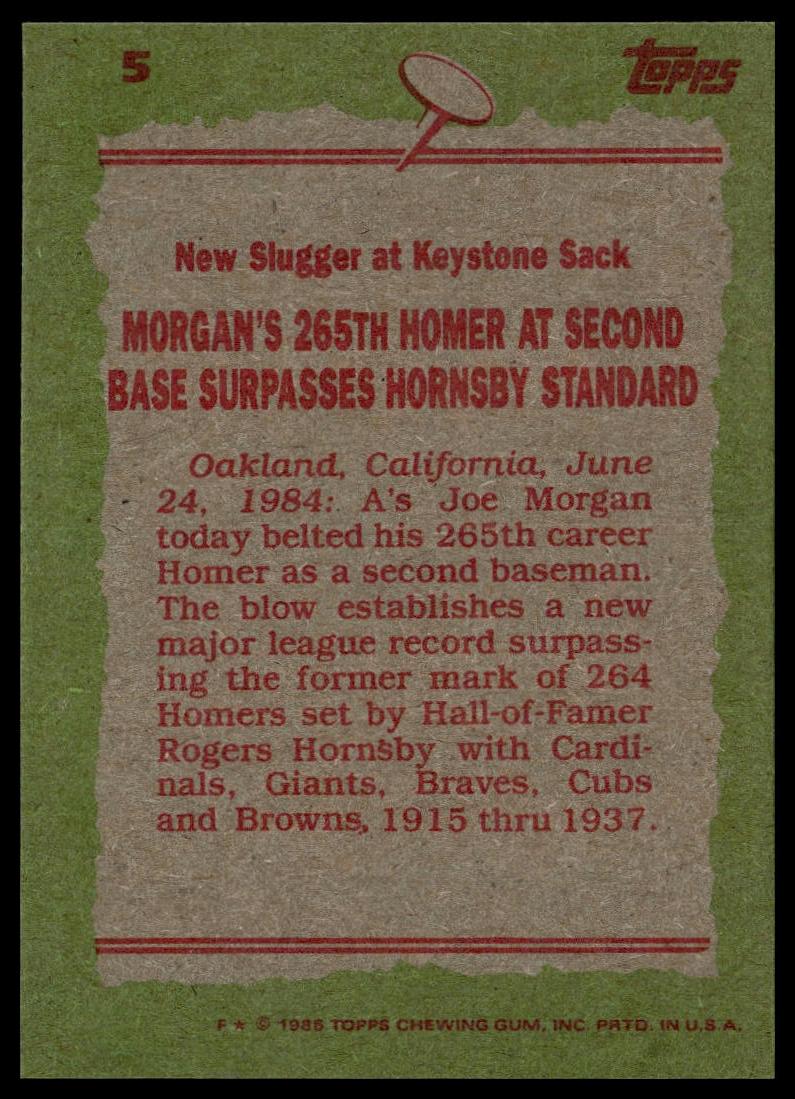 5
Topps
New Slugger at Keystone Sack
MORGAN'S 265TH HOMER AT SECOND
BASE SURPASSES HORNSBY STANDARD
Oakland, California, June
24, 1984: A's Joe Morgan
today belted his 265th career
Homer as a second baseman.
The blow establishes a new
major league record surpass-
ing the former mark of 264
Homers set by Hall-of-Famer
Rogers Hornsby with Cardi-
nals, Giants, Braves, Cubs
and Browns, 1915 thru 1937.
F ★ © 1985 TOPPS CHEWING GUM, INC. PRTD. IN U.S.A.